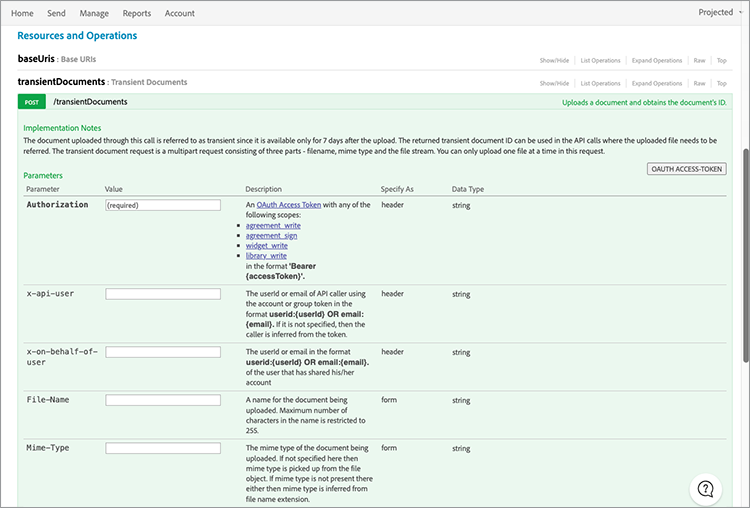 Home Send Manage Reports Account Projected
Resources and Operations
baseUris : Base URIs Show/Hide List Operations Expand Operations Raw Top
transientDocuments : Transient Documents Show/Hide List Operations Expand Operations Raw Top
POST /transientDocuments Uploads a document and obtains the document's ID.
Implementation Notes
The document uploaded through this call is referred to as transient since it is available only for 7 days after the upload. The returned transient document ID can be used in the API calls where the uploaded file needs to be
referred. The transient document request is a multipart request consisting of three parts - filename, mime type and the file stream. You can only upload one file at a time in this request.
OAUTH ACCESS-TOKEN
Parameters
Parameter Value Description Specify As Data Type
Authorization (required) An OAuth Access Token with any of the header string
following scopes:
agreement_write
agreement_sign
widget_write
library_write
in the format 'Bearer
{accessToken}'.
x-api-user The userId or email of API caller using header string
the account or group token in the
format userid:{userId} OR email:
{email}. If it is not specified, then the
caller is inferred from the token.
x-on-behalf-of- The userId or email in the format header string
user userid:{userId} OR email:{email}.
of the user that has shared his/her
account
File-Name A name for the document being form string
uploaded. Maximum number of
characters in the name is restricted to
255.
Mime-Type The mime type of the document being form string
uploaded. If not specified here then
mime type is picked up from the file
object. If mime type is not present there
either then mime type is inferred from
file name extension.